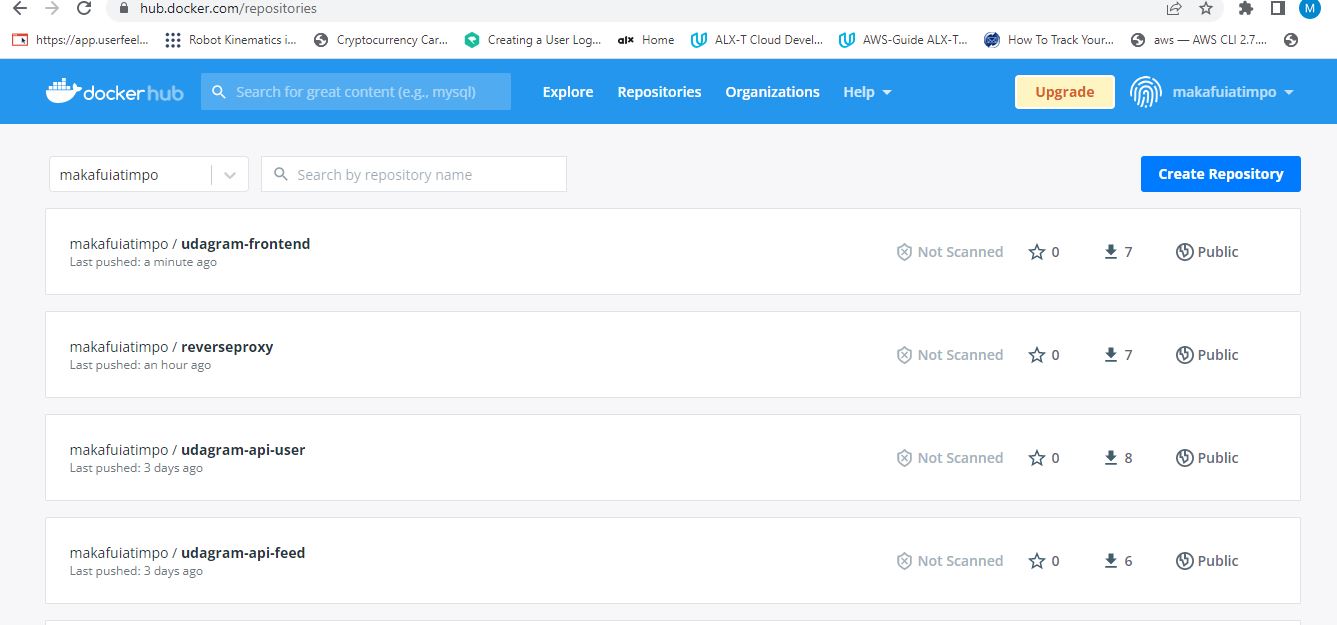 hub.docker.com/repositories
M
https://app.userfeel... Robot Kinematics i... Cryptocurrency Car... Creating a User Log... alx Home ALX-T Cloud Devel... AWS-Guide ALX-T... How To Track Your... aws — AWS CLI 2.7....
dockerhub Search for great content (e.g., mysql) Explore Repositories Organizations Help Upgrade makafuiatimpo
makafuiatimpo Search by repository name Create Repository
makafuiatimpo / udagram-frontend
Last pushed: a minute ago
Not Scanned 0 7 Public
makafuiatimpo / reverseproxy
Last pushed: an hour ago
Not Scanned 0 7 Public
makafuiatimpo / udagram-api-user
Last pushed: 3 days ago
Not Scanned 0 8 Public
makafuiatimpo / udagram-api-feed
Last pushed: 3 days ago
Not Scanned 0 6 Public